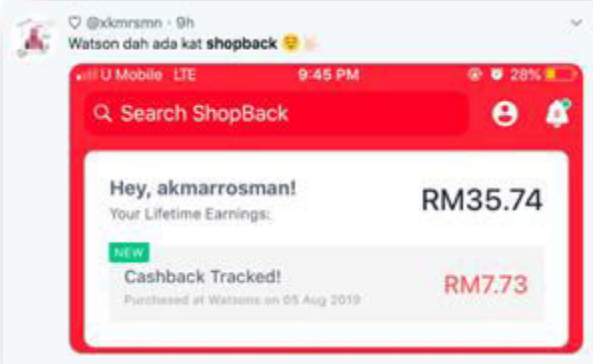 @xkmrsmn · 9h
Watson dah ada kat shopback
U Mobile LTE 9:45 PM 28%
Search ShopBack
Hey, akmarrosman! RM35.74
Your Lifetime Earnings:
NEW
Cashback Tracked! RM7.73
Purchased at Watsons on 05 Aug 2019